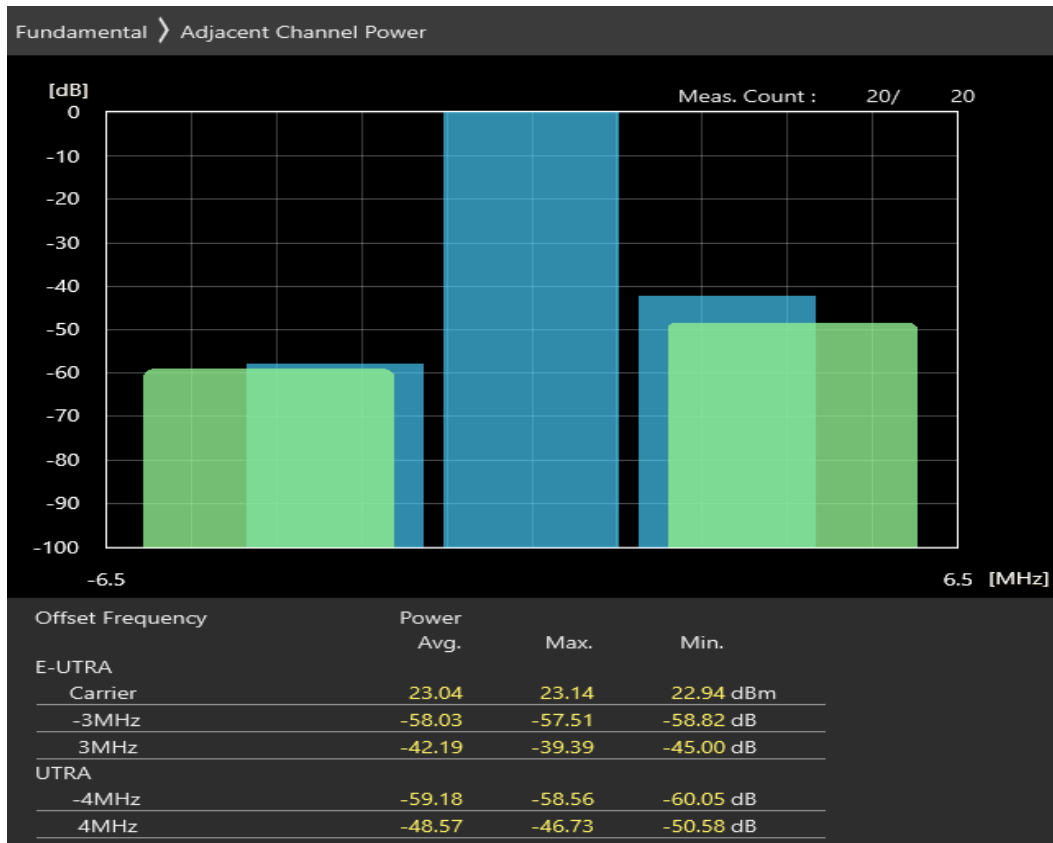 Fundamental 〉 Adjacent Channel Power
[dB]
Meas. Count : 20/ 20
0
-10
-20
-30
-40
-50
-60
-70
-80
-90
-100
-6.5 6.5 [MHz]
Offset Frequency Power
Avg. Max. Min.
E-UTRA
Carrier 23.04 23.14 22.94 dBm
-3MHz -58.03 -57.51 -58.82 dB
3MHz -42.19 -39.39 -45.00 dB
UTRA
-4MHz -59.18 -58.56 -60.05 dB
4MHz -48.57 -46.73 -50.58 dB